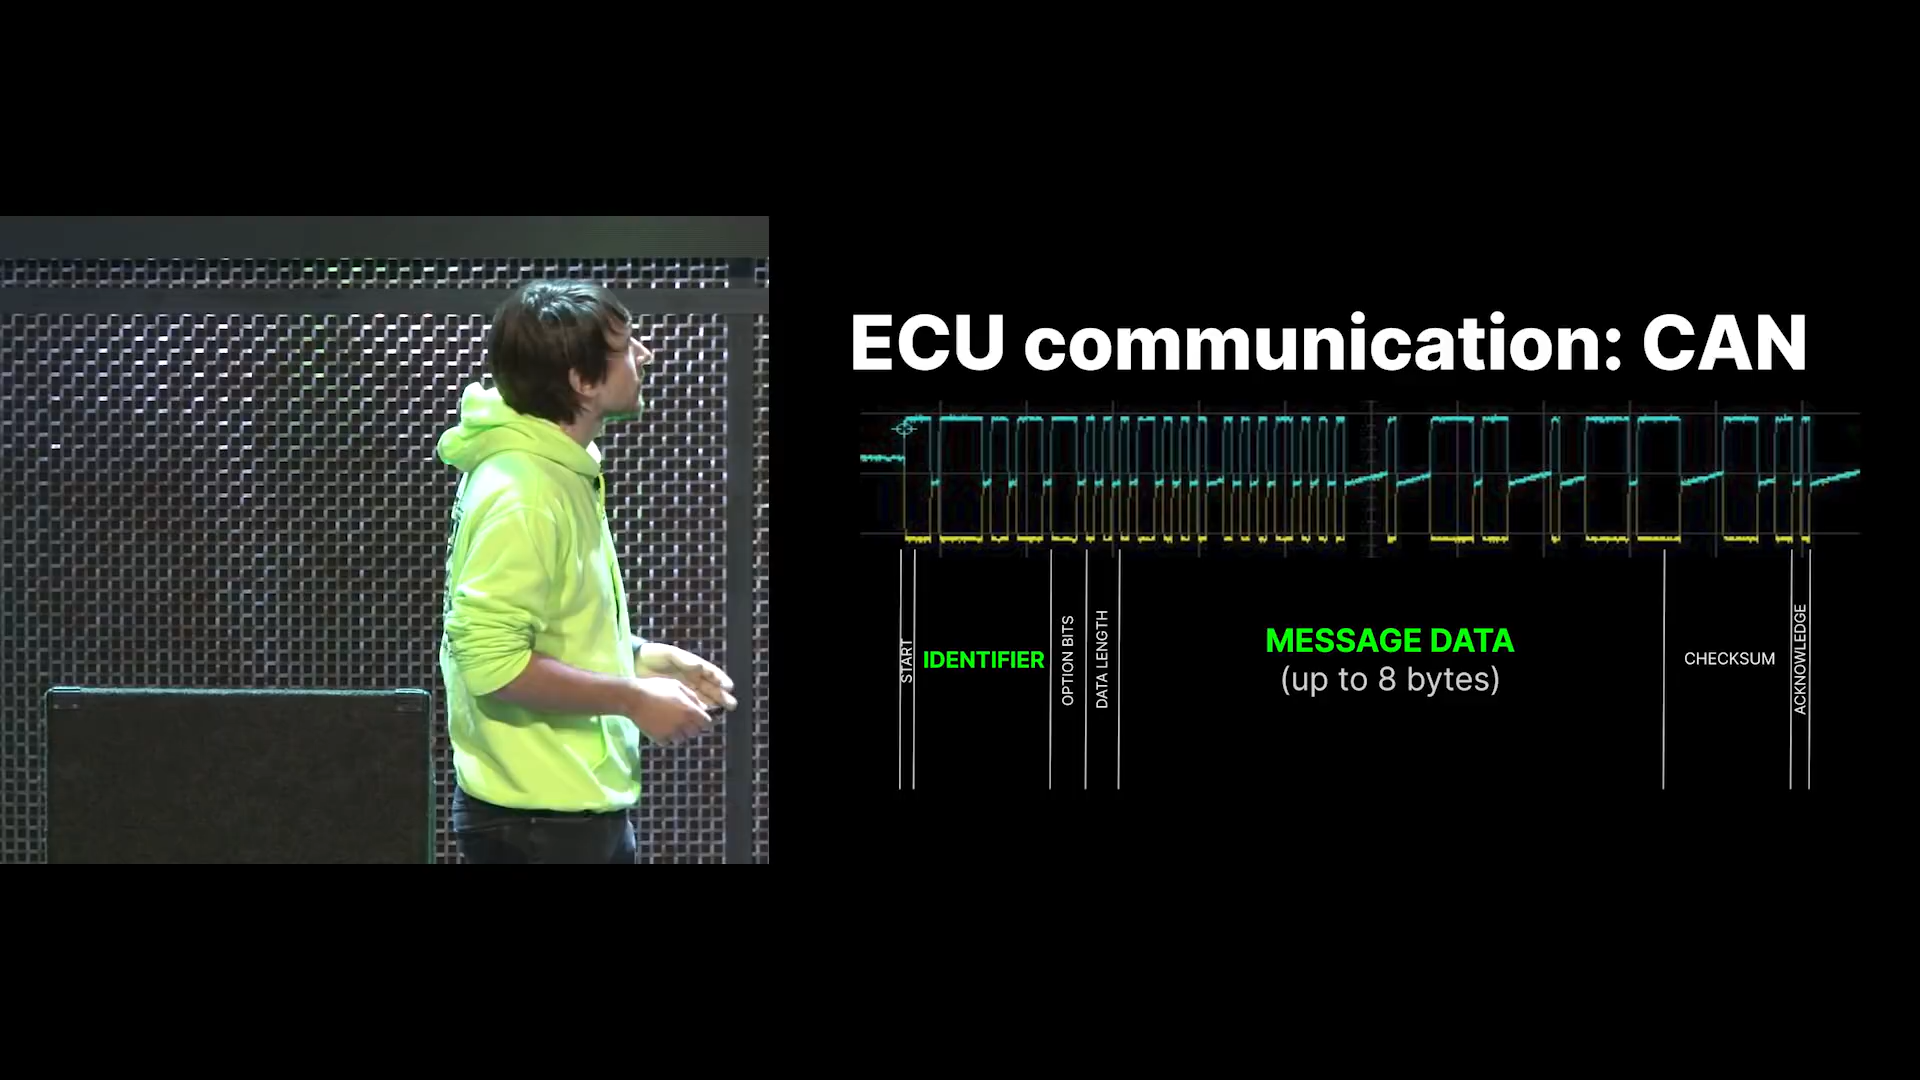 ECU communication: CAN
START
IDENTIFIER
OPTION BITS
DATA LENGTH
MESSAGE DATA
(up to 8 bytes)
CHECKSUM
ACKNOWLEDGE